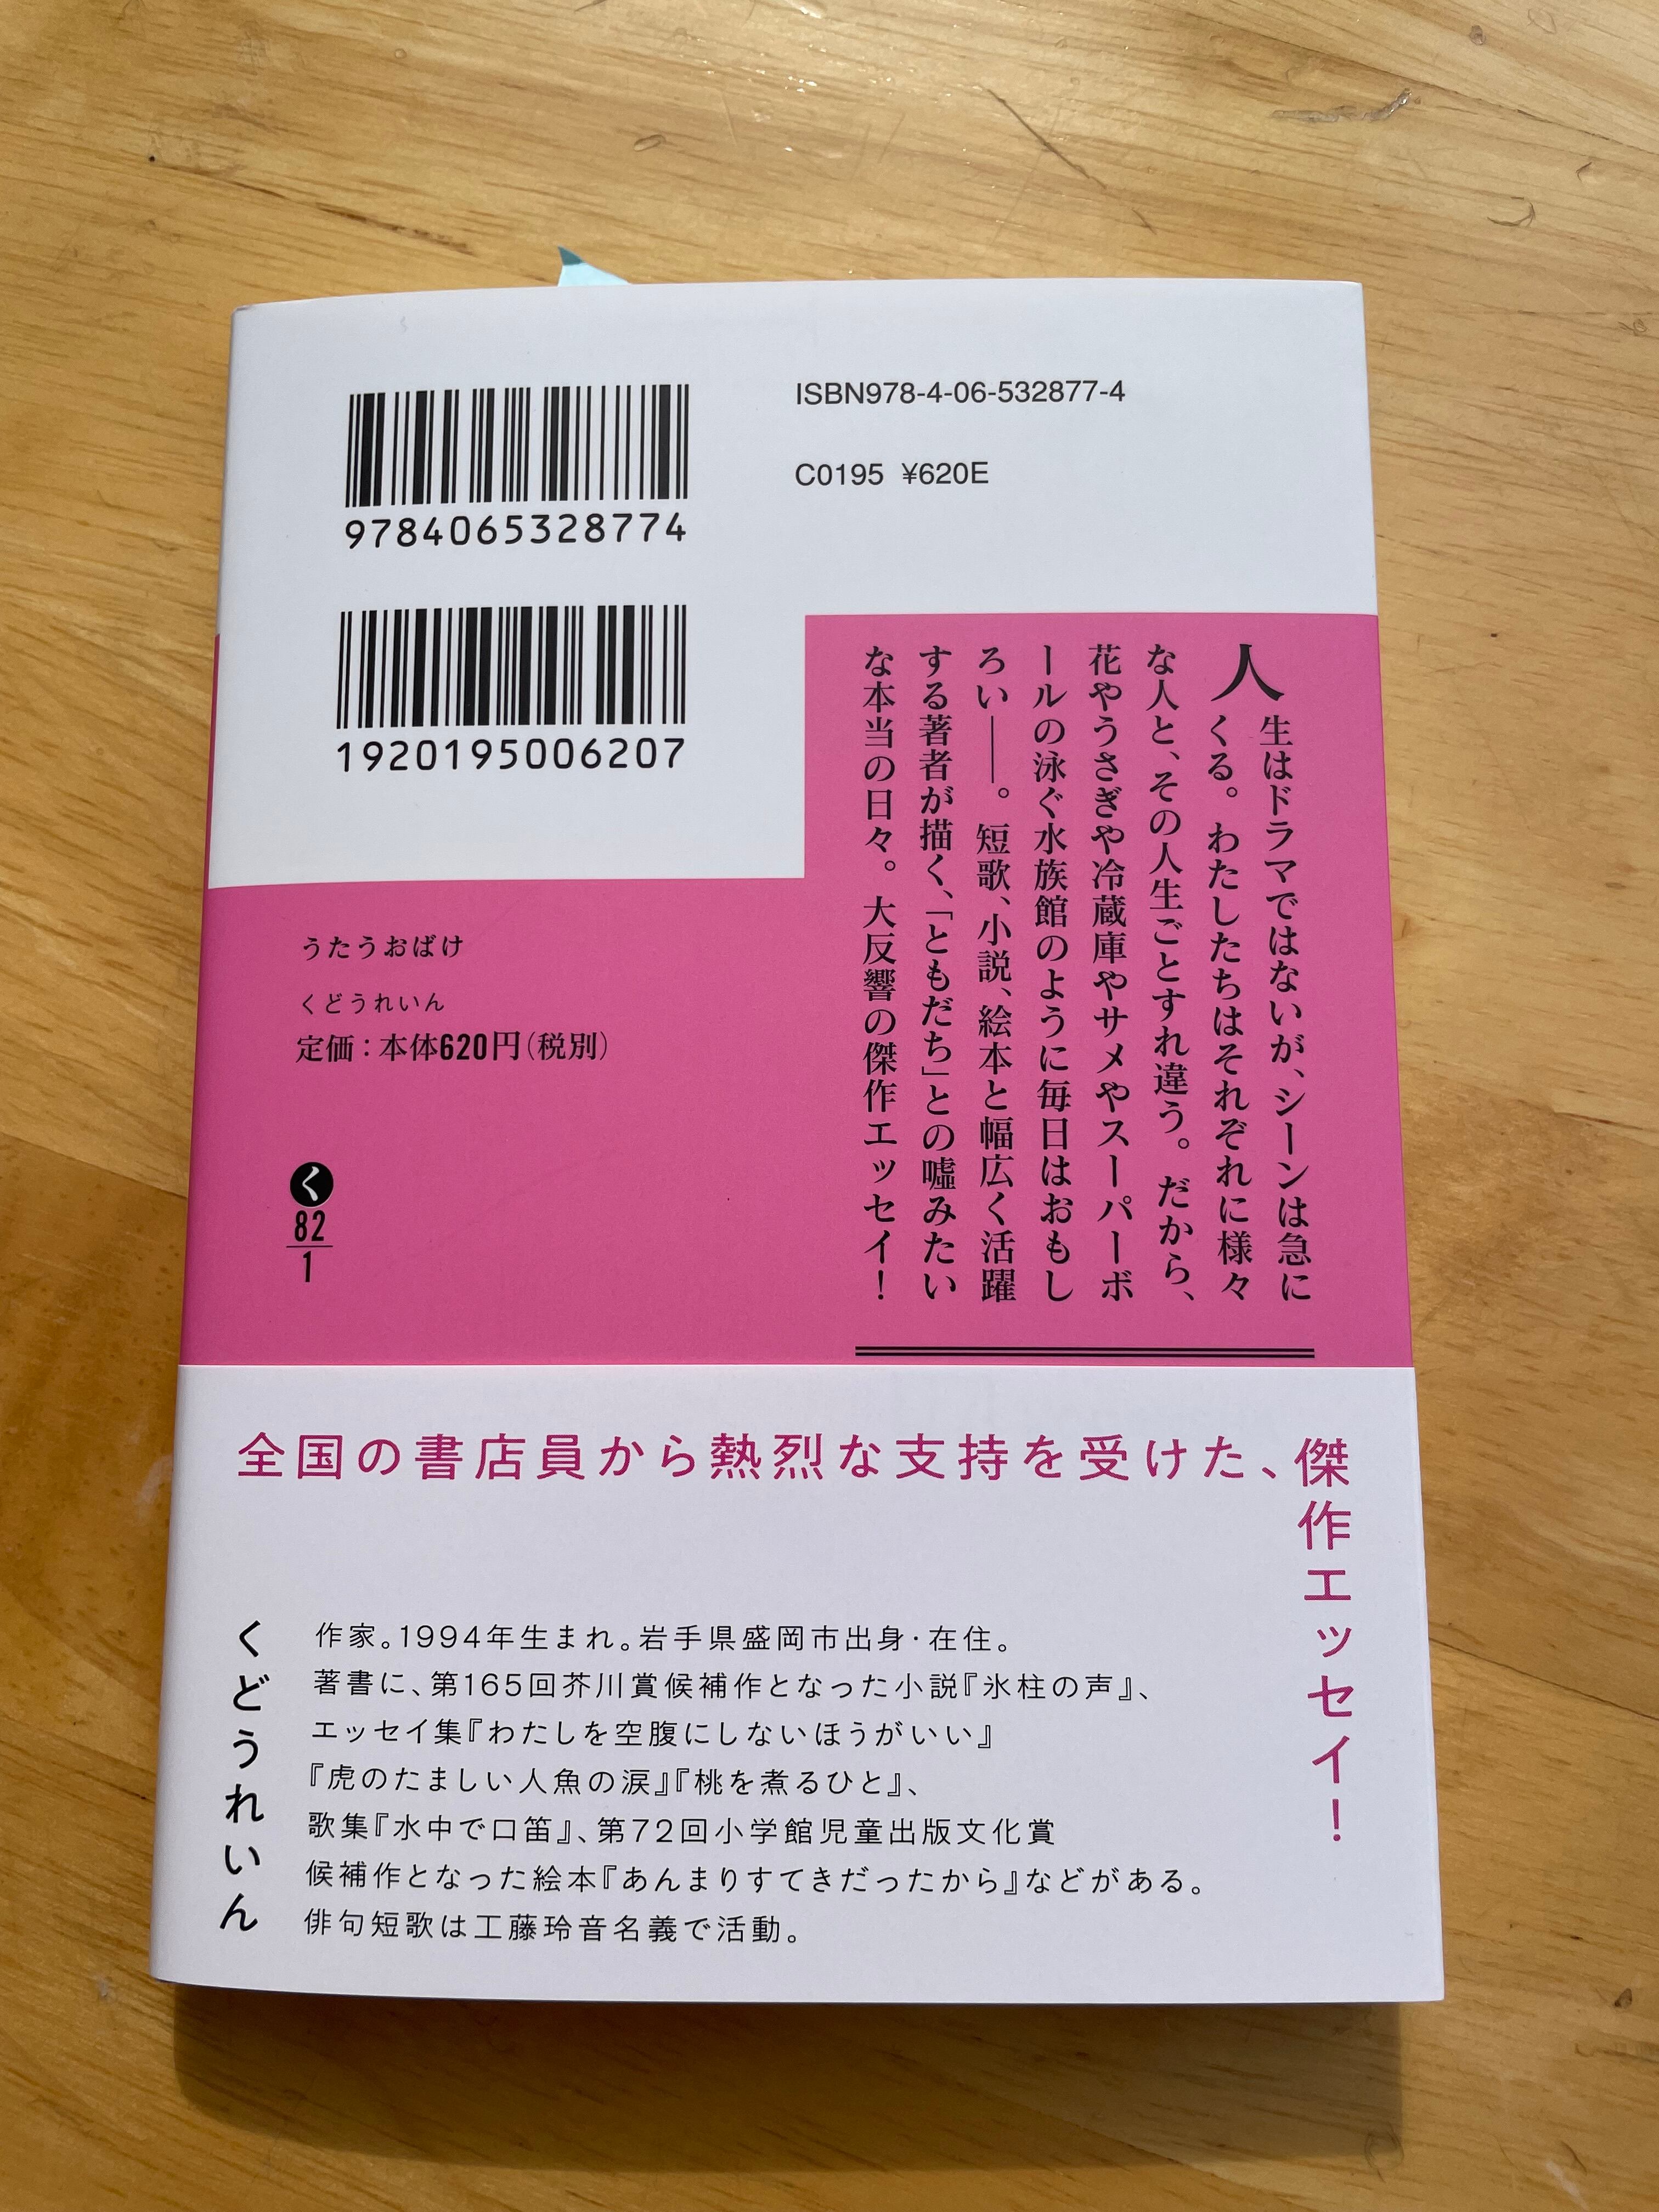 9784065328774
1920195006207
ISBN978-4-06-532877-4
C0195 ¥620E
人生はドラマではないが、シーンは急に
くる。わたしたちはそれぞれに様々
な人と、その人生ごとすれ違う。だから、
花やうさぎや冷蔵庫やサメやスーパーボ
ールの泳ぐ水族館のように毎日はおもし
ろい――。短歌、小説、絵本と幅広く活躍
する著者が描く、「ともだち」との嘘みたい
な本当の日々。大反響の傑作エッセイ！
うたうおばけ
くどうれいん
定価：本体620円（税別）
く
82
1
全国の書店員から熱烈な支持を受けた、傑作エッセイ！
くどうれいん
作家。1994年生まれ。岩手県盛岡市出身・在住。
著書に、第165回芥川賞候補作となった小説『氷柱の声』、
エッセイ集『わたしを空腹にしないほうがいい』
『虎のたましい人魚の涙』『桃を煮るひと』、
歌集『水中で口笛』、第72回小学館児童出版文化賞
候補作となった絵本『あんまりすてきだったから』などがある。
俳句短歌は工藤玲音名義で活動。